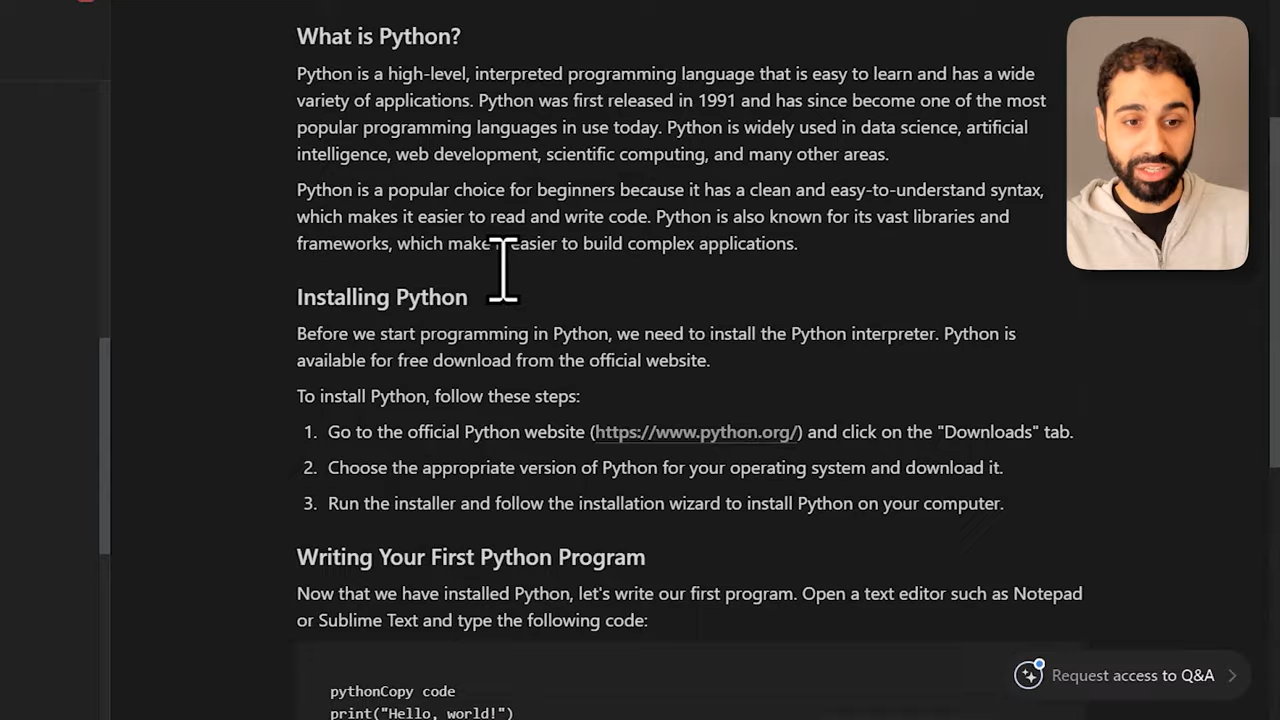 What is Python?
Python is a high-level, interpreted programming language that is easy to learn and has a wide
variety of applications. Python was first released in 1991 and has since become one of the most
popular programming languages in use today. Python is widely used in data science, artificial
intelligence, web development, scientific computing, and many other areas.
Python is a popular choice for beginners because it has a clean and easy-to-understand syntax,
which makes it easier to read and write code. Python is also known for its vast libraries and
frameworks, which make easier to build complex applications.
Installing Python
Before we start programming in Python, we need to install the Python interpreter. Python is
available for free download from the official website.
To install Python, follow these steps:
1. Go to the official Python website (https://www.python.org/) and click on the "Downloads" tab.
2. Choose the appropriate version of Python for your operating system and download it.
3. Run the installer and follow the installation wizard to install Python on your computer.
Writing Your First Python Program
Now that we have installed Python, let's write our first program. Open a text editor such as Notepad
or Sublime Text and type the following code:
pythonCopy code
print("Hello, world!")
Request access to Q&A